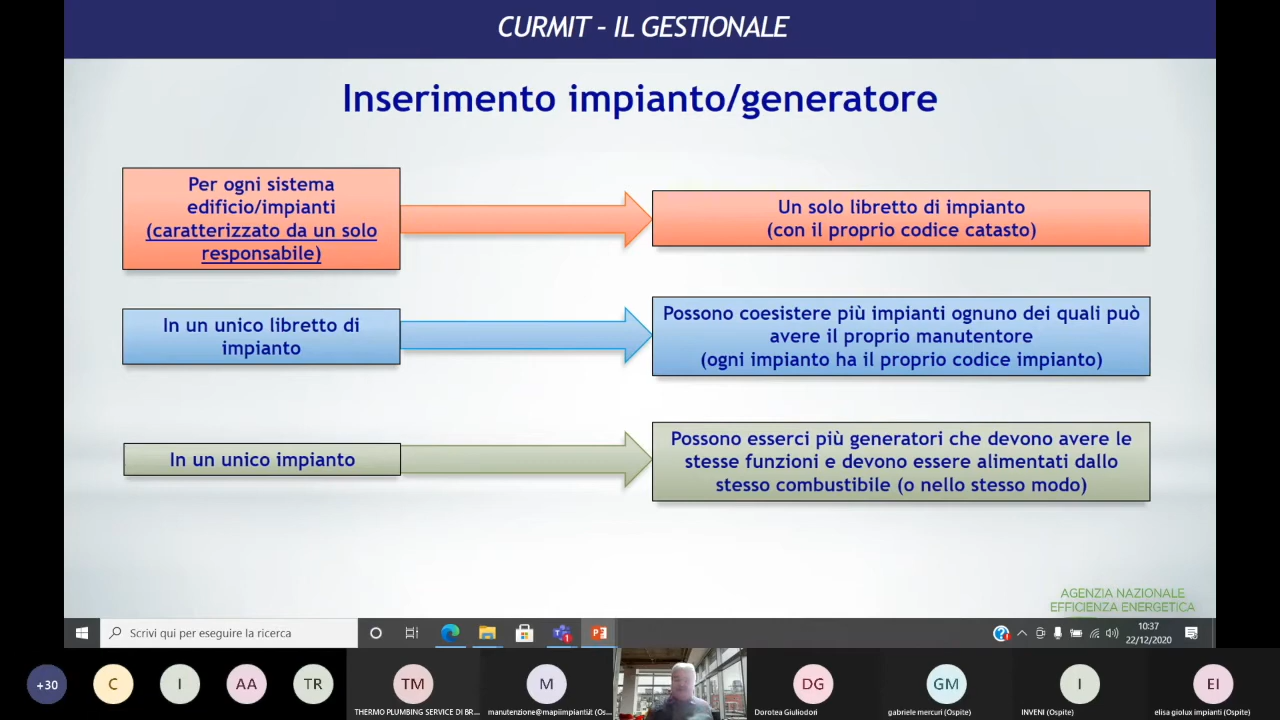 CURMIT – IL GESTIONALE
Inserimento impianto/generatore
Per ogni sistema
edificio/impianti
(caratterizzato da un solo
responsabile)
Un solo libretto di impianto
(con il proprio codice catasto)
In un unico libretto di
impianto
Possono coesistere più impianti ognuno dei quali può
avere il proprio manutentore
(ogni impianto ha il proprio codice impianto)
In un unico impianto
Possono esserci più generatori che devono avere le
stesse funzioni e devono essere alimentati dallo
stesso combustibile (o nello stesso modo)
AGENZIA NAZIONALE
EFFICIENZA ENERGETICA
Scrivi qui per eseguire la ricerca
10:37
22/12/2020
+30
C
I
AA
TR
TM
M
DG
GM
I
EI
THERMO PLUMBING SERVICE DI BR...
manutenzione@mapiimpianti.it (Os...
Dorotea Giuliodori
gabriele mercuri (Ospite)
INVENI (Ospite)
elisa giolux impianti (Ospite)